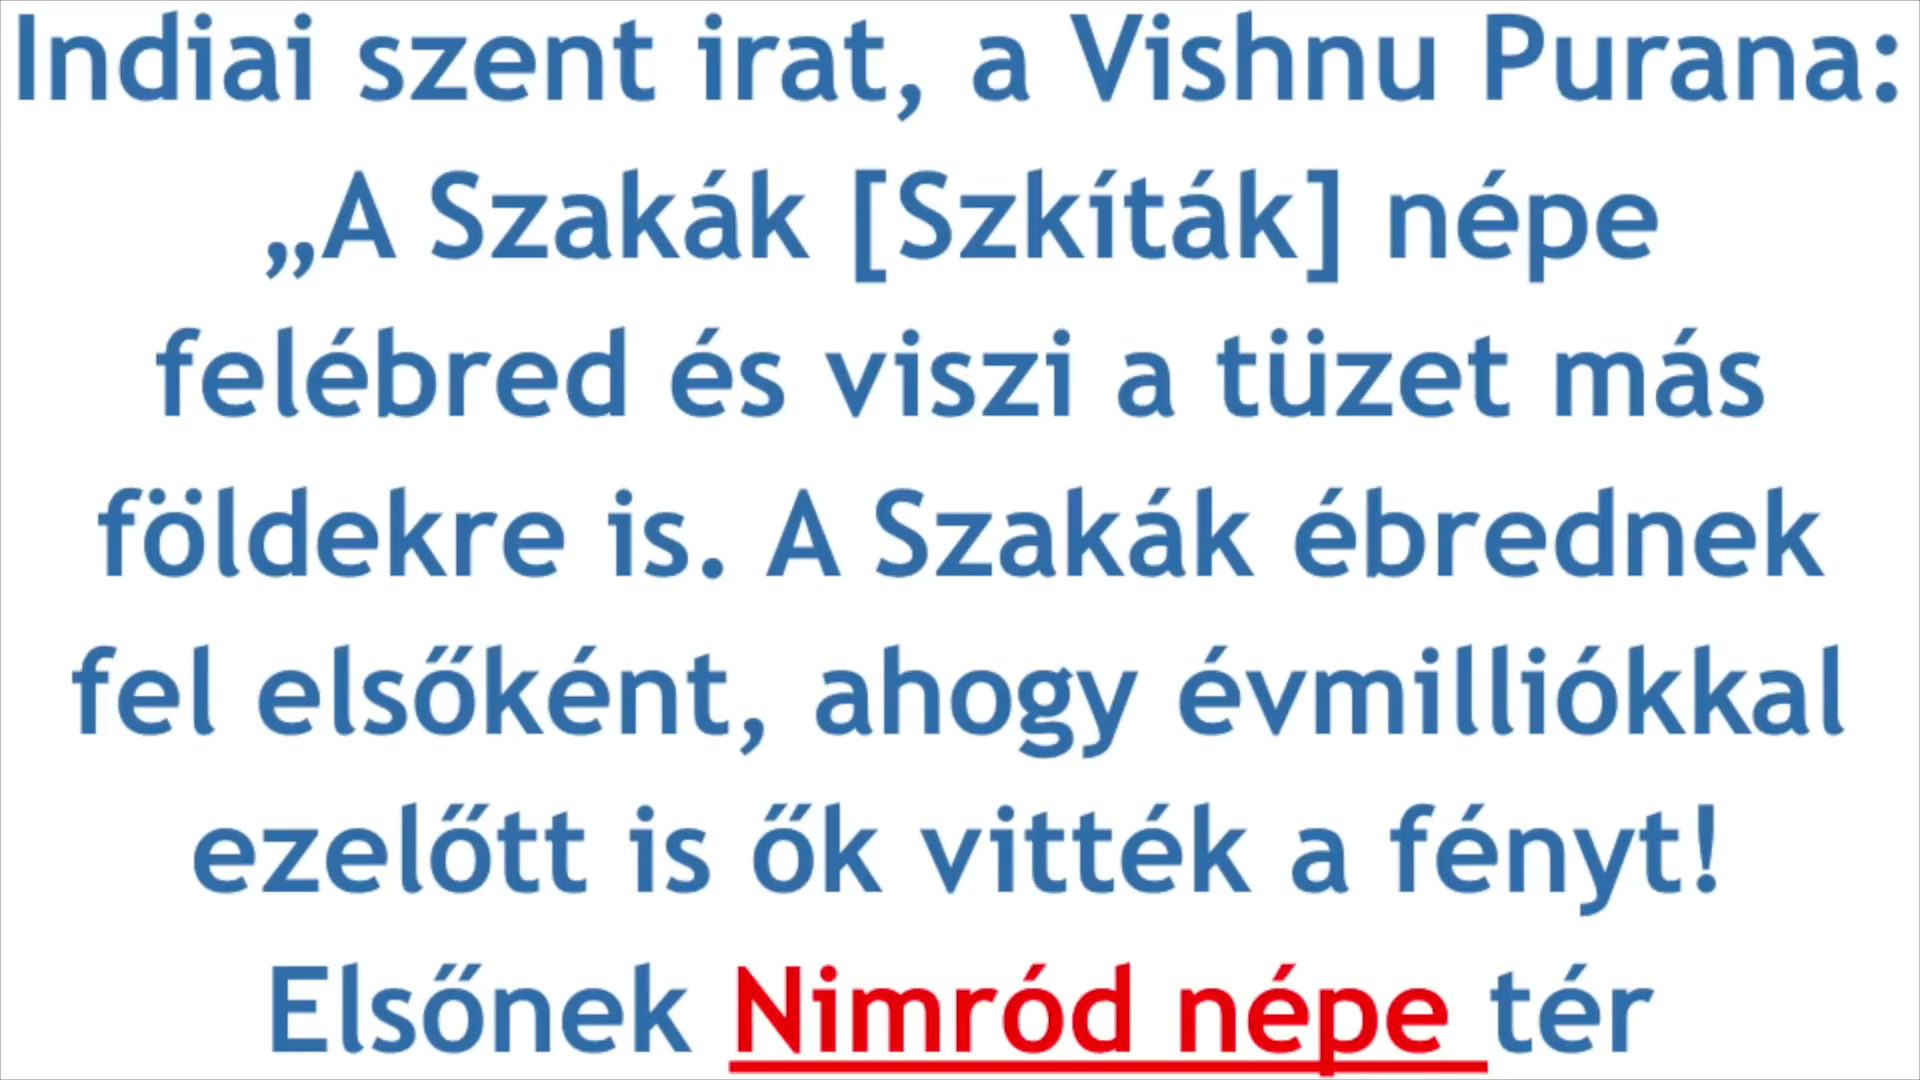 Indiai szent irat, a Vishnu Purana:
„A Szakák [Szkíták] népe
felébred és viszi a tüzet más
földekre is. A Szakák ébrednek
fel elsőként, ahogy évmilliókkal
ezelőtt is ők vitték a fényt!
Elsőnek Nimród népe tér